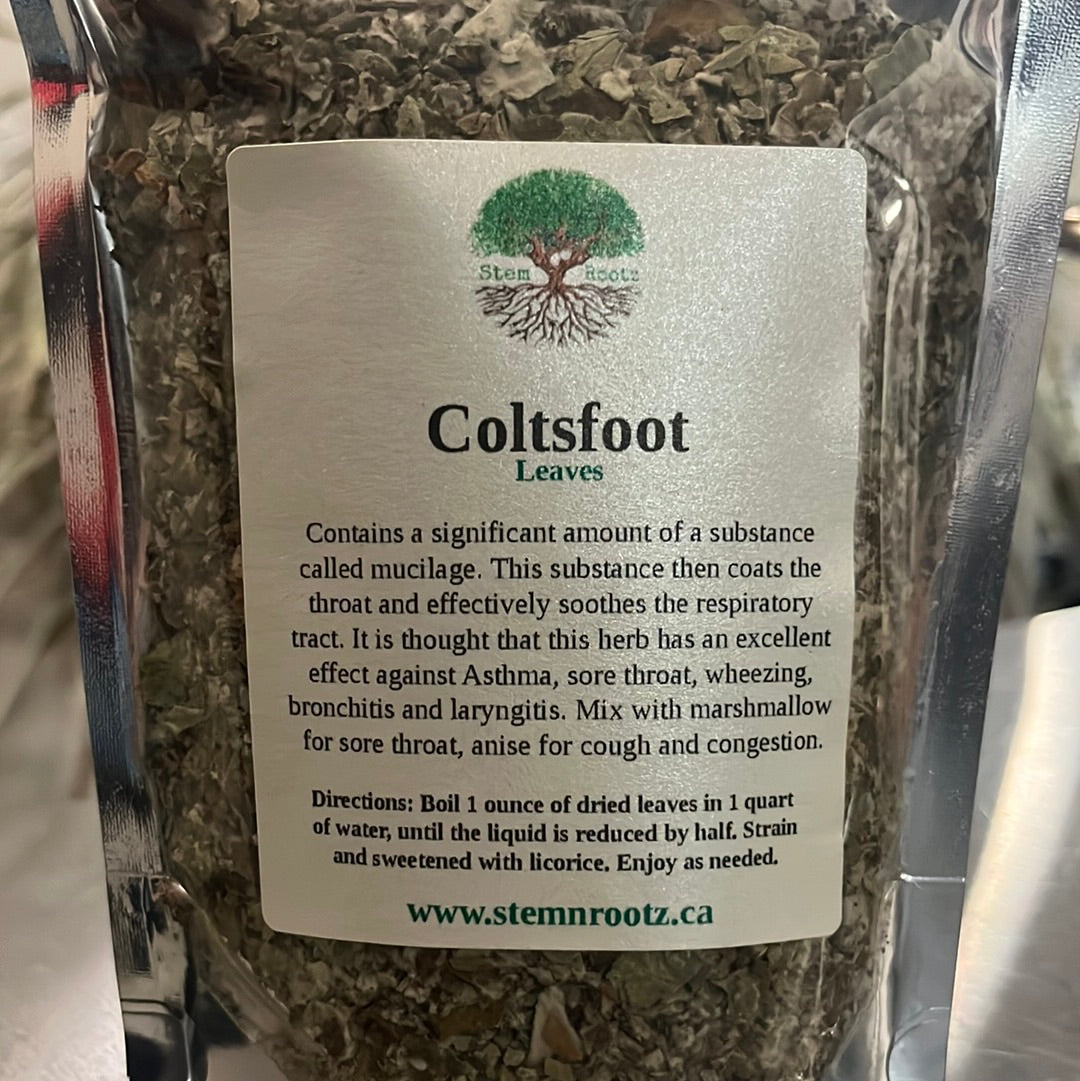 Stem Rootz
Coltsfoot
Leaves
Contains a significant amount of a substance
called mucilage. This substance then coats the
throat and effectively soothes the respiratory
tract. It is thought that this herb has an excellent
effect against Asthma, sore throat, wheezing,
bronchitis and laryngitis. Mix with marshmallow
for sore throat, anise for cough and congestion.
Directions: Boil 1 ounce of dried leaves in 1 quart
of water, until the liquid is reduced by half. Strain
and sweetened with licorice. Enjoy as needed.
www.stemnrootz.ca